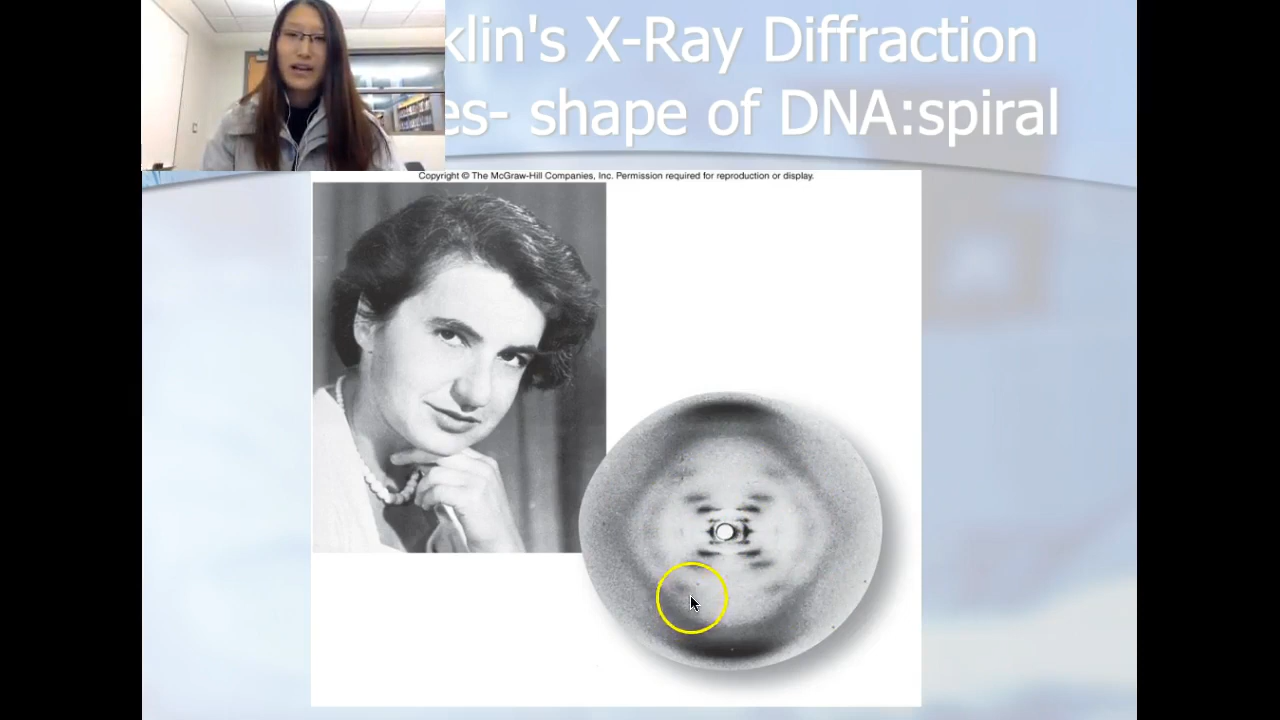 klin's X-Ray Diffraction
es- shape of DNA:spiral
Copyright © The McGraw-Hill Companies, Inc. Permission required for reproduction or display.